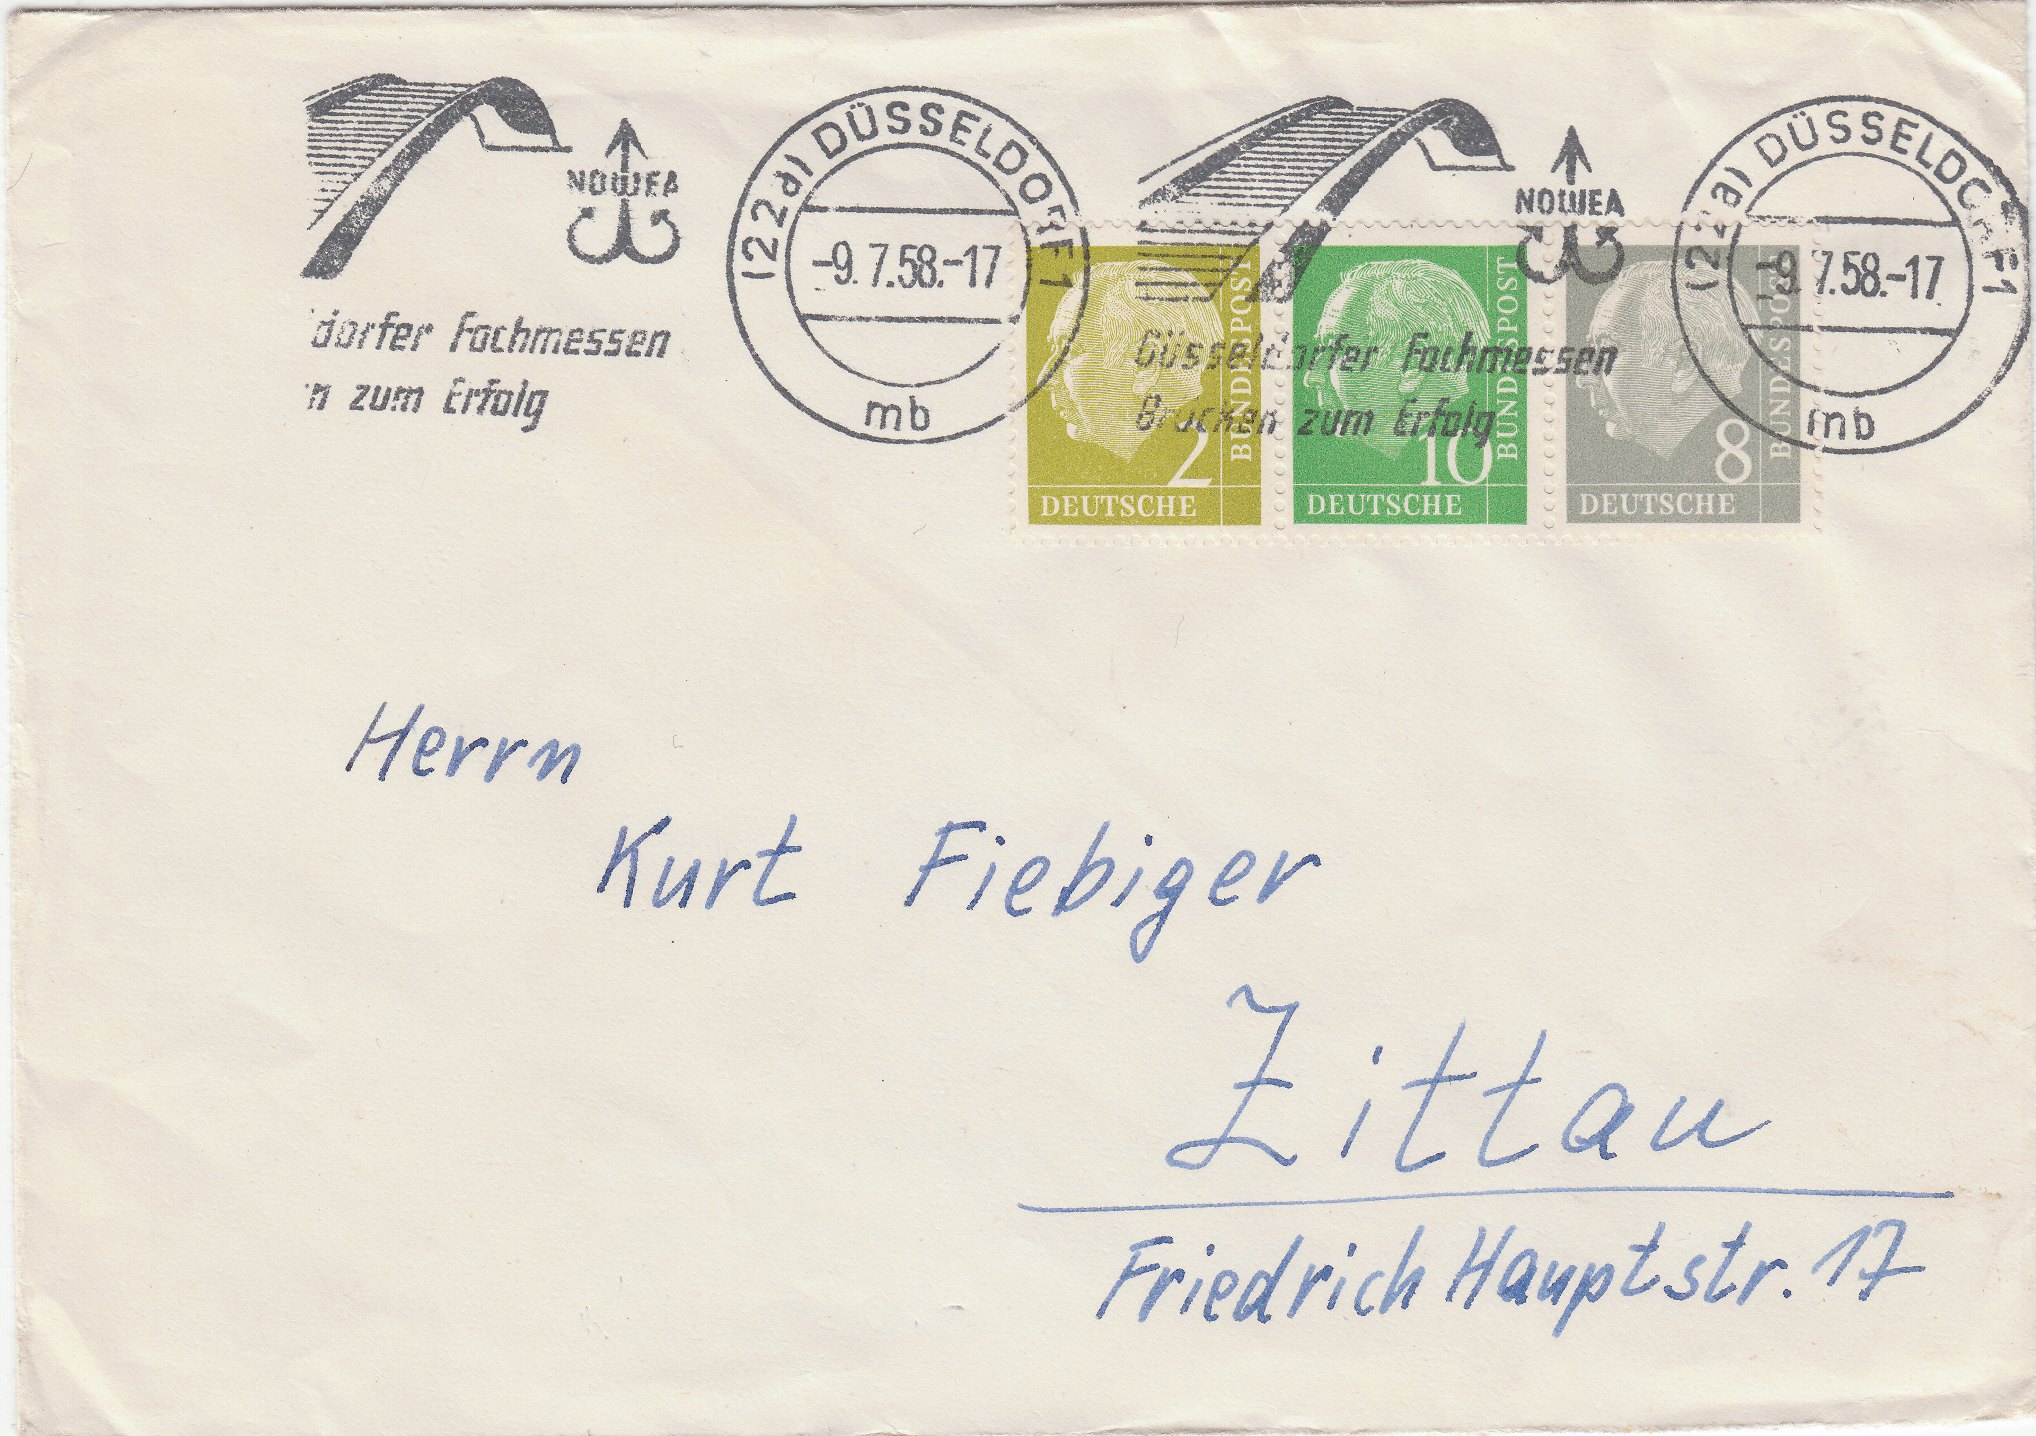 NOWEA
dorfer Fachmessen
n zum Erfolg
(22a) DÜSSELDORF 1
-9.7.58.-17
mb
NOWEA
Düsseldorfer Fachmessen
Brücken zum Erfolg
(22a) DÜSSELDORF 1
-9.7.58.-17
mb
2
DEUTSCHE
BUNDESPOST
10
DEUTSCHE
BUNDESPOST
8
DEUTSCHE
BUNDESPOST
Herrn
Kurt Fiebiger
Zittau
Friedrich Hauptstr. 17